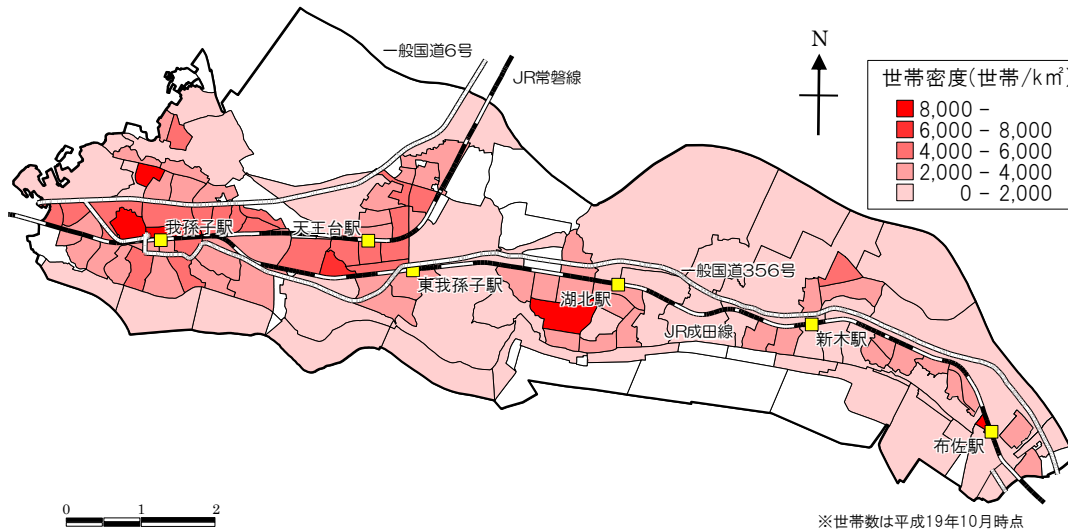 一般国道6号
JR常磐線
N
世帯密度(世帯/k㎡)
8,000 -
6,000 - 8,000
4,000 - 6,000
2,000 - 4,000
0 - 2,000
我孫子駅
天王台駅
東我孫子駅
湖北駅
一般国道356号
JR成田線
新木駅
布佐駅
0 1 2
※世帯数は平成19年10月時点